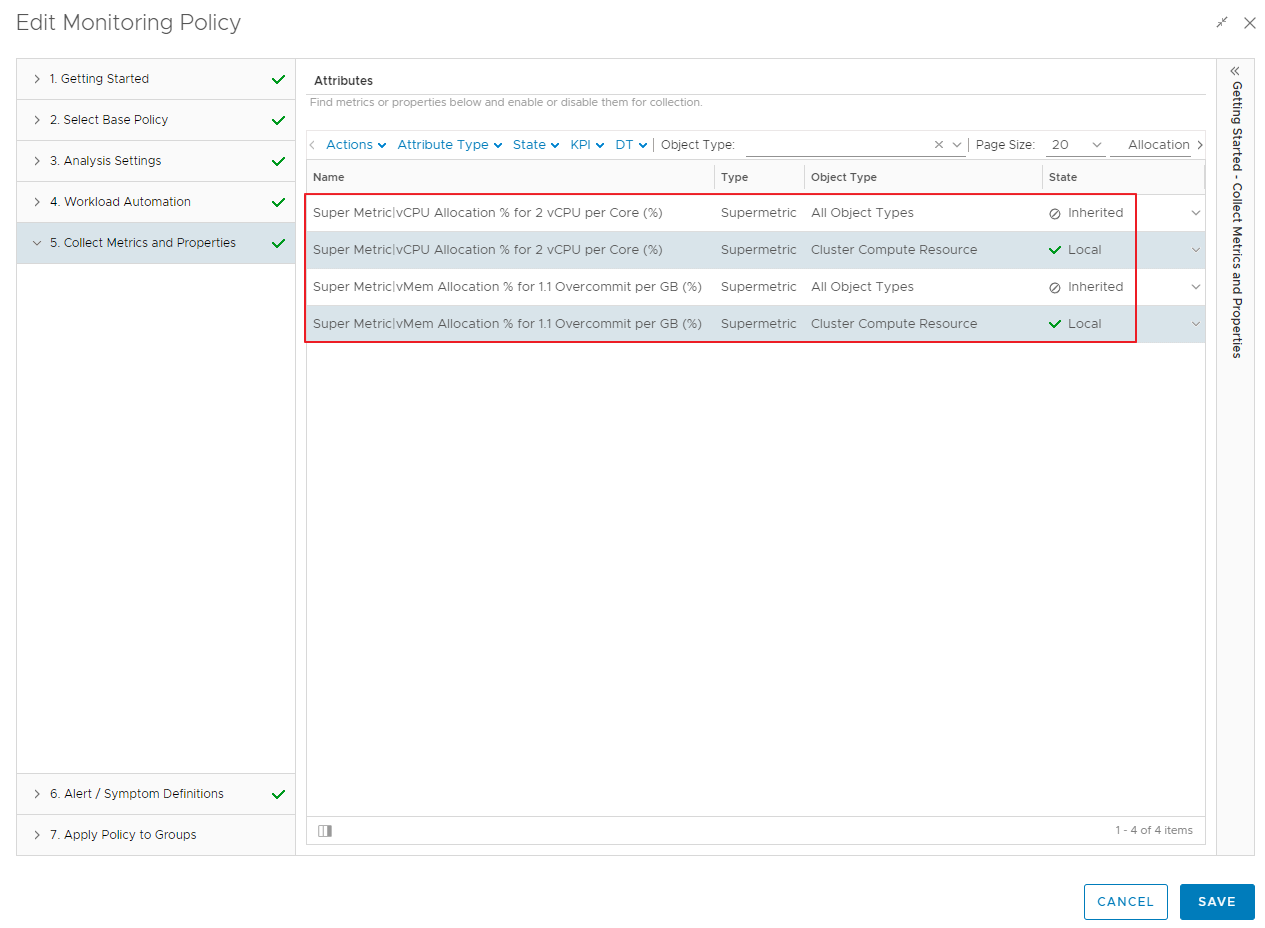 Edit Monitoring Policy
1. Getting Started
2. Select Base Policy
3. Analysis Settings
4. Workload Automation
5. Collect Metrics and Properties
6. Alert / Symptom Definitions
7. Apply Policy to Groups
Attributes
Find metrics or properties below and enable or disable them for collection.
Actions Attribute Type State KPI DT Object Type: Page Size: 20 Allocation
Name Type Object Type State
Super Metric|vCPU Allocation % for 2 vCPU per Core (%) Supermetric All Object Types Inherited
Super Metric|vCPU Allocation % for 2 vCPU per Core (%) Supermetric Cluster Compute Resource Local
Super Metric|vMem Allocation % for 1.1 Overcommit per GB (%) Supermetric All Object Types Inherited
Super Metric|vMem Allocation % for 1.1 Overcommit per GB (%) Supermetric Cluster Compute Resource Local
1 - 4 of 4 items
Getting Started - Collect Metrics and Properties
CANCEL SAVE